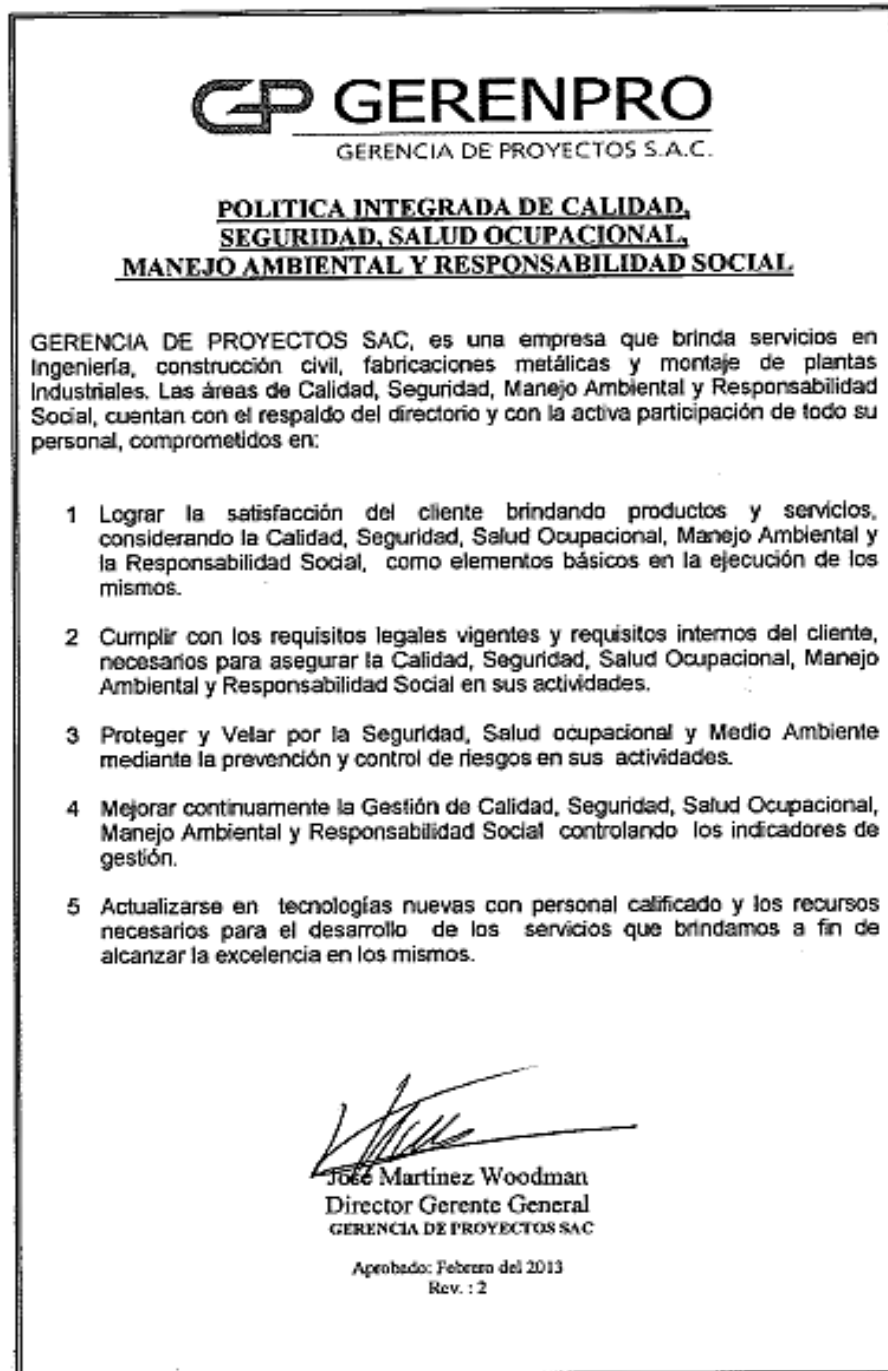 GP GERENPRO
GERENCIA DE PROYECTOS S.A.C.
POLITICA INTEGRADA DE CALIDAD,
SEGURIDAD, SALUD OCUPACIONAL,
MANEJO AMBIENTAL Y RESPONSABILIDAD SOCIAL
GERENCIA DE PROYECTOS SAC, es una empresa que brinda servicios en
Ingeniería, construcción civil, fabricaciones metálicas y montaje de plantas
Industriales. Las áreas de Calidad, Seguridad, Manejo Ambiental y Responsabilidad
Social, cuentan con el respaldo del directorio y con la activa participación de todo su
personal, comprometidos en:
1 Lograr la satisfacción del cliente brindando productos y servicios,
considerando la Calidad, Seguridad, Salud Ocupacional, Manejo Ambiental y
la Responsabilidad Social, como elementos básicos en la ejecución de los
mismos.
2 Cumplir con los requisitos legales vigentes y requisitos internos del cliente,
necesarios para asegurar la Calidad, Seguridad, Salud Ocupacional, Manejo
Ambiental y Responsabilidad Social en sus actividades.
3 Proteger y Velar por la Seguridad, Salud ocupacional y Medio Ambiente
mediante la prevención y control de riesgos en sus actividades.
4 Mejorar continuamente la Gestión de Calidad, Seguridad, Salud Ocupacional,
Manejo Ambiental y Responsabilidad Social controlando los indicadores de
gestión.
5 Actualizarse en tecnologías nuevas con personal calificado y los recursos
necesarios para el desarrollo de los servicios que brindamos a fin de
alcanzar la excelencia en los mismos.
José Martínez Woodman
Director Gerente General
GERENCIA DE PROYECTOS SAC
Aprobado: Febrero del 2013
Rev. : 2